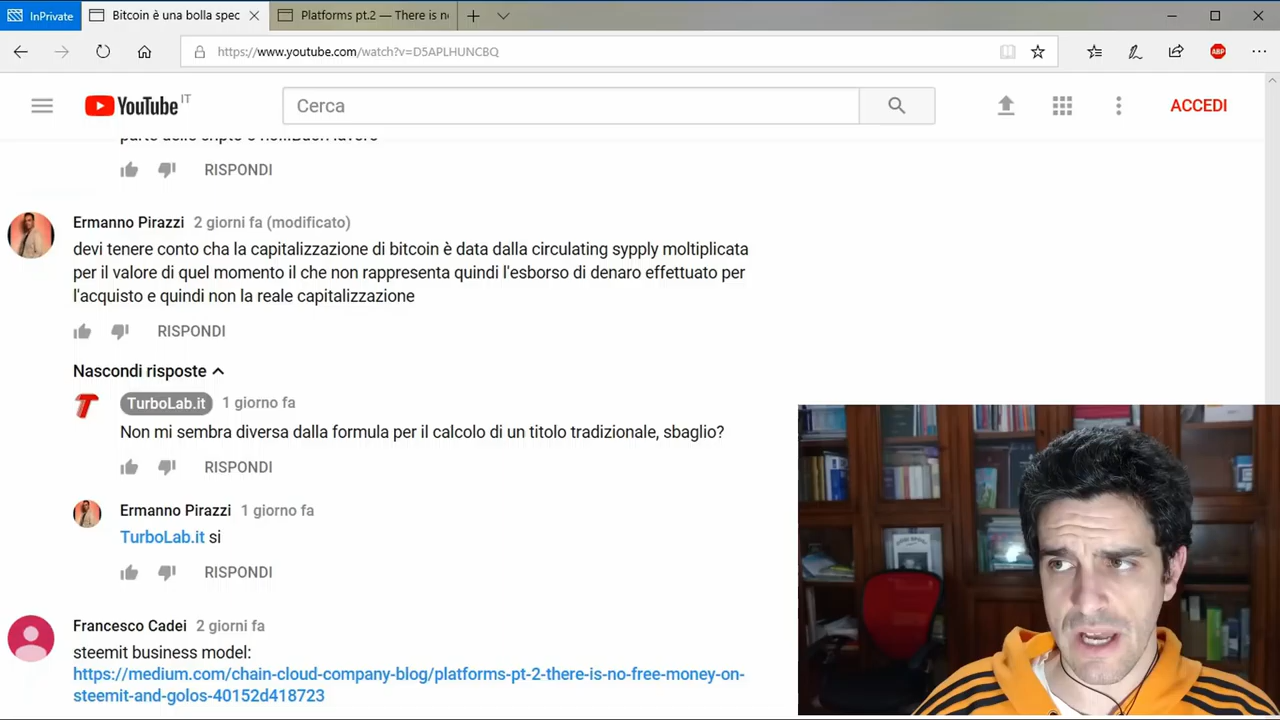 InPrivate
Bitcoin è una bolla spec
Platforms pt.2 — There is n
https://www.youtube.com/watch?v=D5APLHUNCBQ
ABP
YouTube IT
Cerca
ACCEDI
RISPONDI
Ermanno Pirazzi 2 giorni fa (modificato)
devi tenere conto cha la capitalizzazione di bitcoin è data dalla circulating sypply moltiplicata
per il valore di quel momento il che non rappresenta quindi l'esborso di denaro effettuato per
l'acquisto e quindi non la reale capitalizzazione
RISPONDI
Nascondi risposte
T
TurboLab.it 1 giorno fa
Non mi sembra diversa dalla formula per il calcolo di un titolo tradizionale, sbaglio?
RISPONDI
Ermanno Pirazzi 1 giorno fa
TurboLab.it si
RISPONDI
Francesco Cadei 2 giorni fa
steemit business model:
https://medium.com/chain-cloud-company-blog/platforms-pt-2-there-is-no-free-money-on-
steemit-and-golos-40152d418723